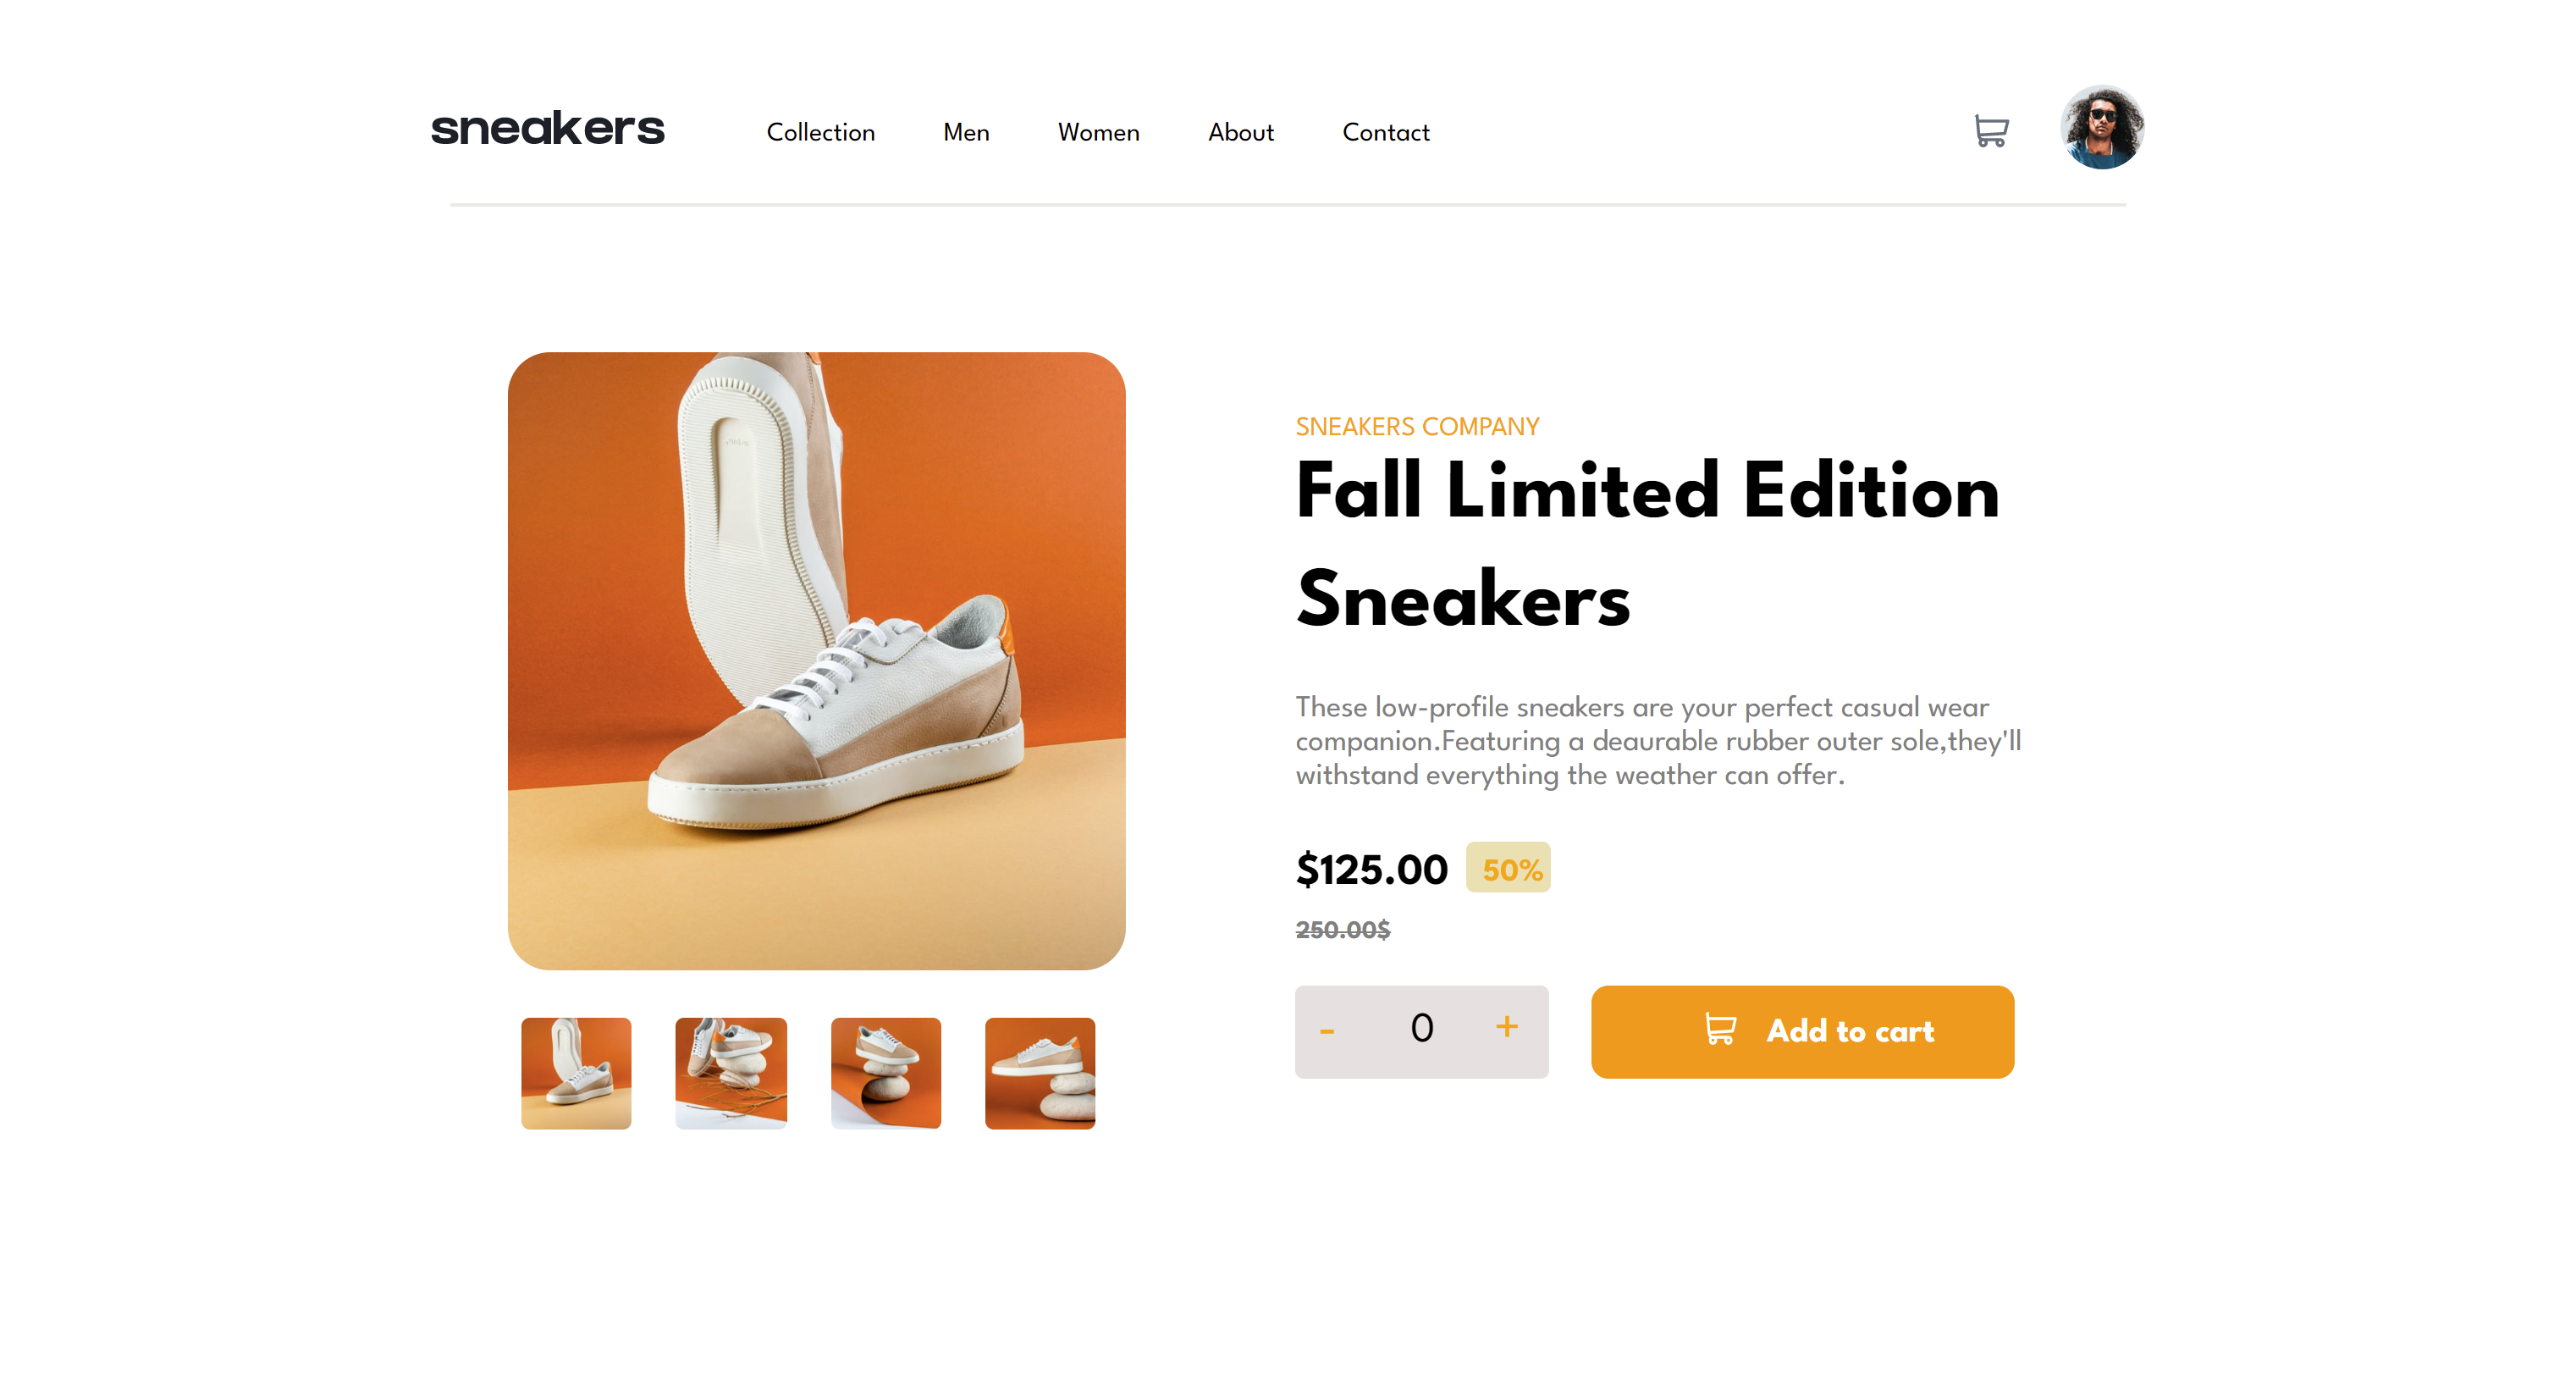 sneakers
Collection Men Women About Contact
SNEAKERS COMPANY
Fall Limited Edition
Sneakers
These low-profile sneakers are your perfect casual wear
companion.Featuring a deaurable rubber outer sole,they'll
withstand everything the weather can offer.
$125.00 50%
250.00$
- 0 + Add to cart